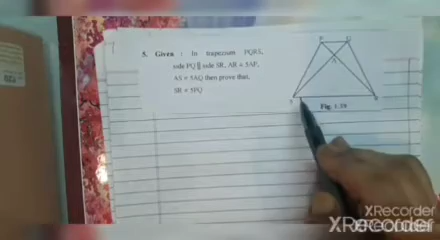 5. Given : In trapezium PQRS,
side PQ || side SR, AR = 5AP,
AS = 5AQ then prove that,
SR = 5PQ
P Q
A
S R
Fig. 1.39
XRecorder
XRecorder